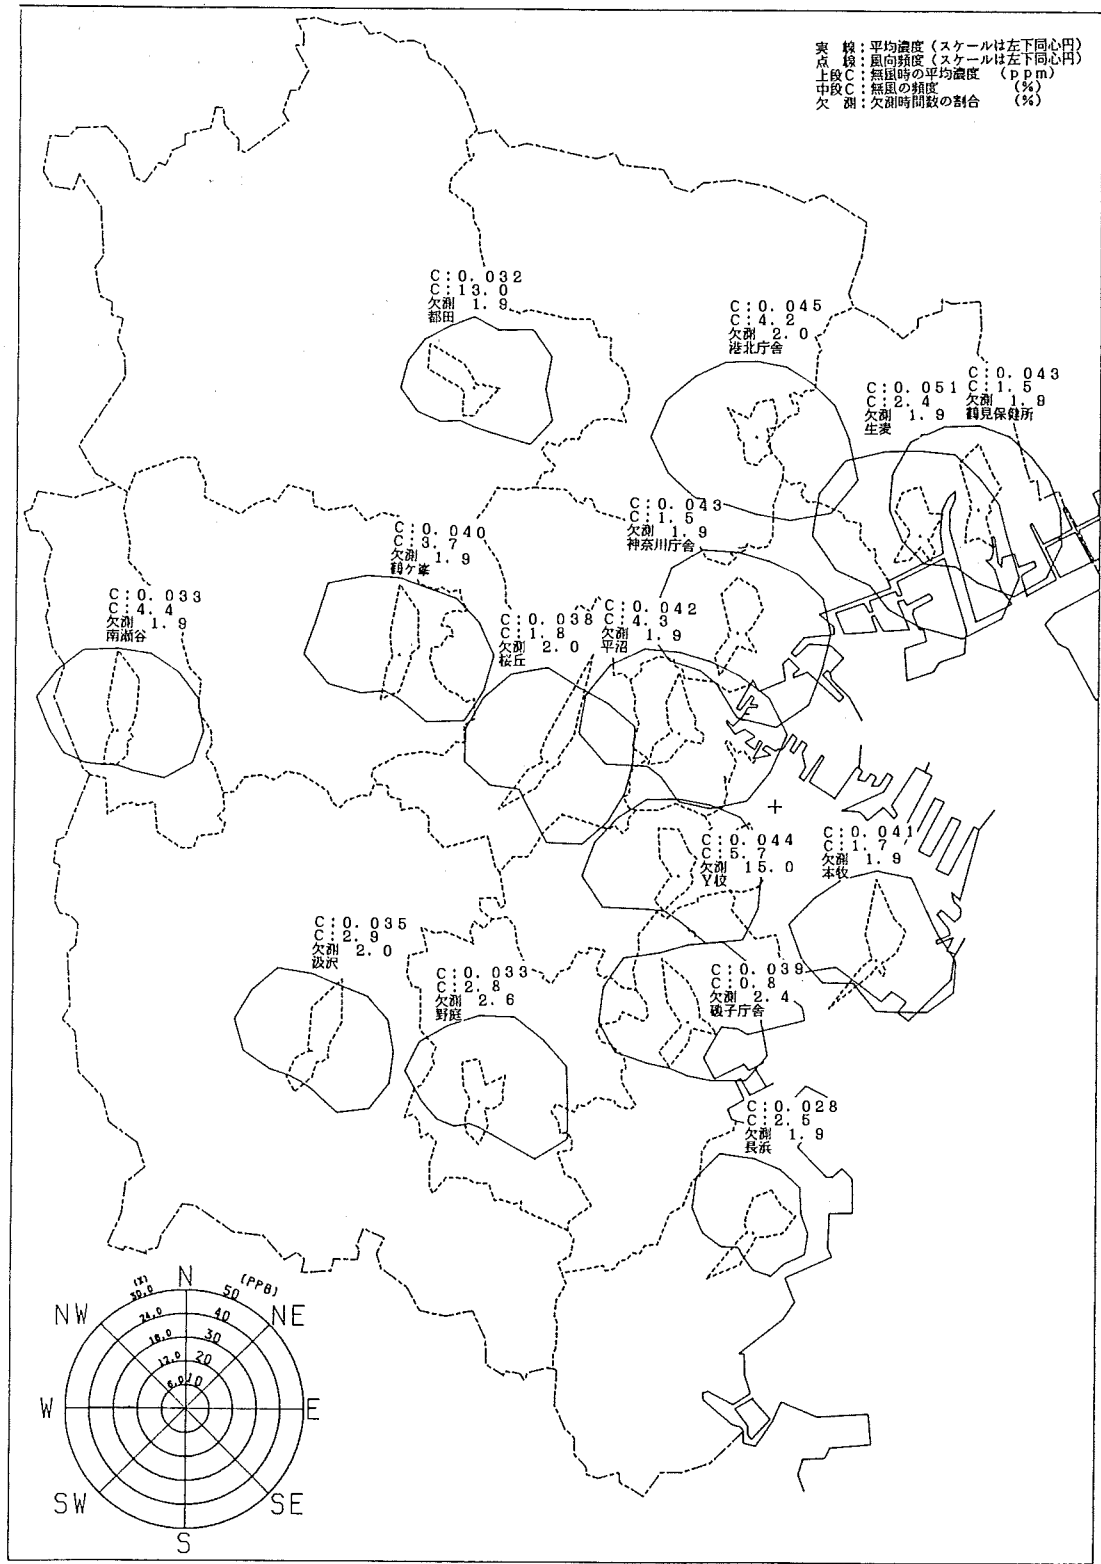 実　線：平均濃度（スケールは左下同心円）
点　線：風向頻度（スケールは左下同心円）
上段Ｃ：無風時の平均濃度　（ｐｐｍ）
中段Ｃ：無風の頻度　（％）
欠　測：欠測時間数の割合　（％）
C:0.032
C:13.0
欠測 1.9
都田
C:0.045
C:4.2
欠測 2.0
港北庁舎
C:0.043
C:1.5
欠測 1.9
鶴見保健所
C:0.051
C:2.4
欠測 1.9
生麦
C:0.043
C:1.5
欠測 1.9
神奈川庁舎
C:0.040
C:3.7
欠測 1.9
鶴ケ峯
C:0.033
C:4.4
欠測 1.9
南瀬谷
C:0.038
C:1.8
欠測 2.0
桜丘
C:0.042
C:4.3
欠測 1.9
平沼
C:0.044
C:5.7
欠測 15.0
Y校
C:0.041
C:1.7
欠測 1.9
本牧
C:0.035
C:2.9
欠測 2.0
汲沢
C:0.033
C:2.8
欠測 2.6
野庭
C:0.039
C:0.8
欠測 2.4
磯子庁舎
C:0.028
C:2.5
欠測 1.9
長浜
N
(%)
30.0
50
(PPB)
NW
24.0
40
NE
18.0
30
12.0
20
6.0
10
W
E
SW
SE
S